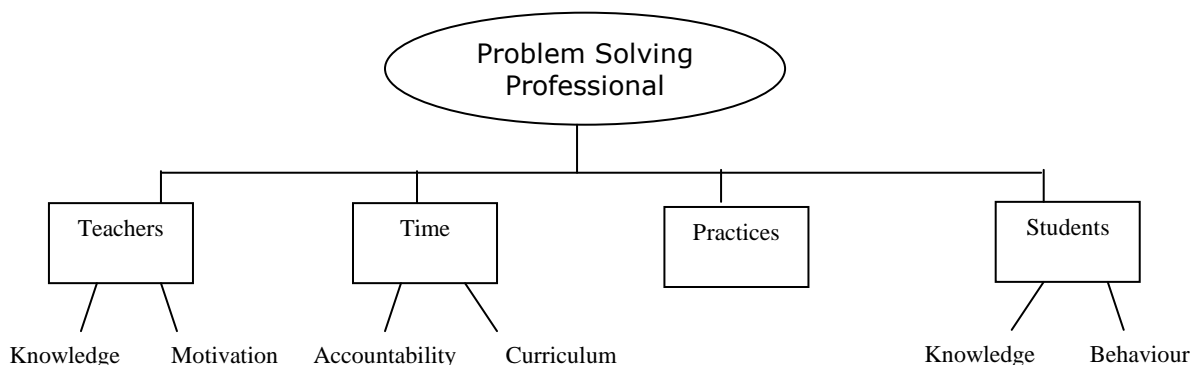 Problem Solving
Professional
Teachers
Time
Practices
Students
Knowledge
Motivation
Accountability
Curriculum
Knowledge
Behaviour